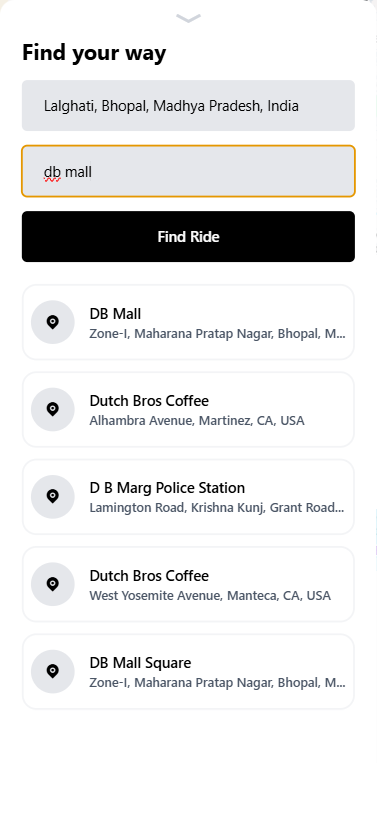 Find your way
Lalghati, Bhopal, Madhya Pradesh, India
db mall
Find Ride
DB Mall
Zone-I, Maharana Pratap Nagar, Bhopal, M...
Dutch Bros Coffee
Alhambra Avenue, Martinez, CA, USA
D B Marg Police Station
Lamington Road, Krishna Kunj, Grant Road...
Dutch Bros Coffee
West Yosemite Avenue, Manteca, CA, USA
DB Mall Square
Zone-I, Maharana Pratap Nagar, Bhopal, M...